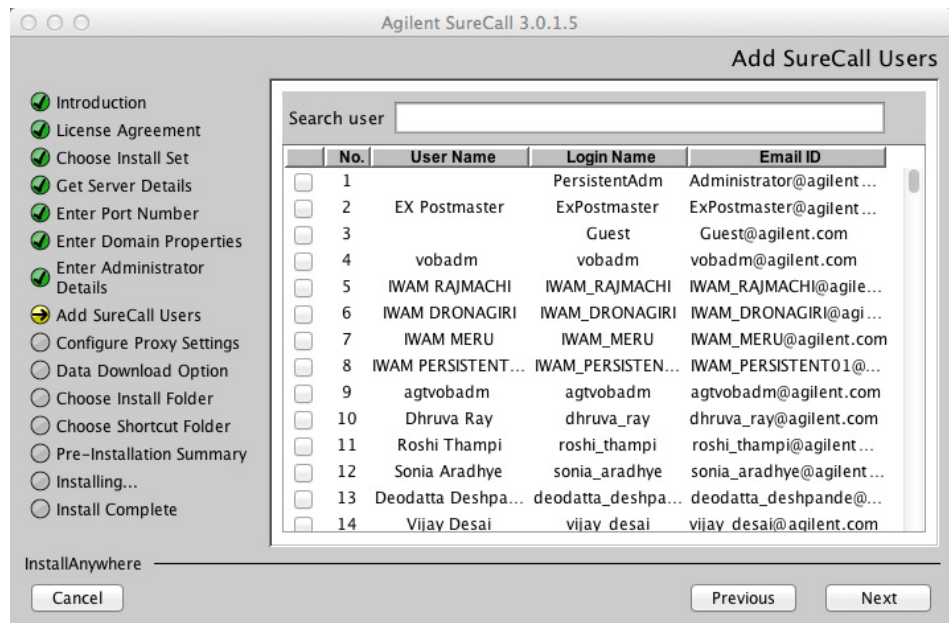 Agilent SureCall 3.0.1.5
Add SureCall Users
Introduction
License Agreement
Choose Install Set
Get Server Details
Enter Port Number
Enter Domain Properties
Enter Administrator
Details
Add SureCall Users
Configure Proxy Settings
Data Download Option
Choose Install Folder
Choose Shortcut Folder
Pre-Installation Summary
Installing...
Install Complete
Search user
No. User Name Login Name Email ID
1 PersistentAdm Administrator@agilent...
2 EX Postmaster ExPostmaster ExPostmaster@agilent...
3 Guest Guest@agilent.com
4 vobadm vobadm vobadm@agilent.com
5 IWAM RAJMACHI IWAM_RAJMACHI IWAM_RAJMACHI@agile...
6 IWAM DRONAGIRI IWAM_DRONAGIRI IWAM_DRONAGIRI@agi...
7 IWAM MERU IWAM_MERU IWAM_MERU@agilent.com
8 IWAM PERSISTENT... IWAM_PERSISTEN... IWAM_PERSISTENT01@...
9 agtvobadm agtvobadm agtvobadm@agilent.com
10 Dhruva Ray dhruva_ray dhruva_ray@agilent.com
11 Roshi Thampi roshi_thampi roshi_thampi@agilent...
12 Sonia Aradhye sonia_aradhye sonia_aradhye@agilent...
13 Deodatta Deshpa... deodatta_deshpa... deodatta_deshpande@...
14 Vijay Desai vijay_desai vijay_desai@agilent.com
InstallAnywhere
Cancel Previous Next